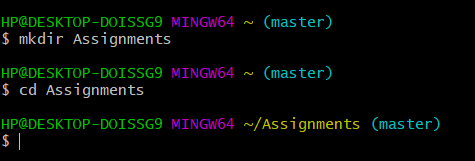 HP@DESKTOP-DOISSG9 MINGW64 ~ (master)
$ mkdir Assignments
HP@DESKTOP-DOISSG9 MINGW64 ~ (master)
$ cd Assignments
HP@DESKTOP-DOISSG9 MINGW64 ~/Assignments (master)
$